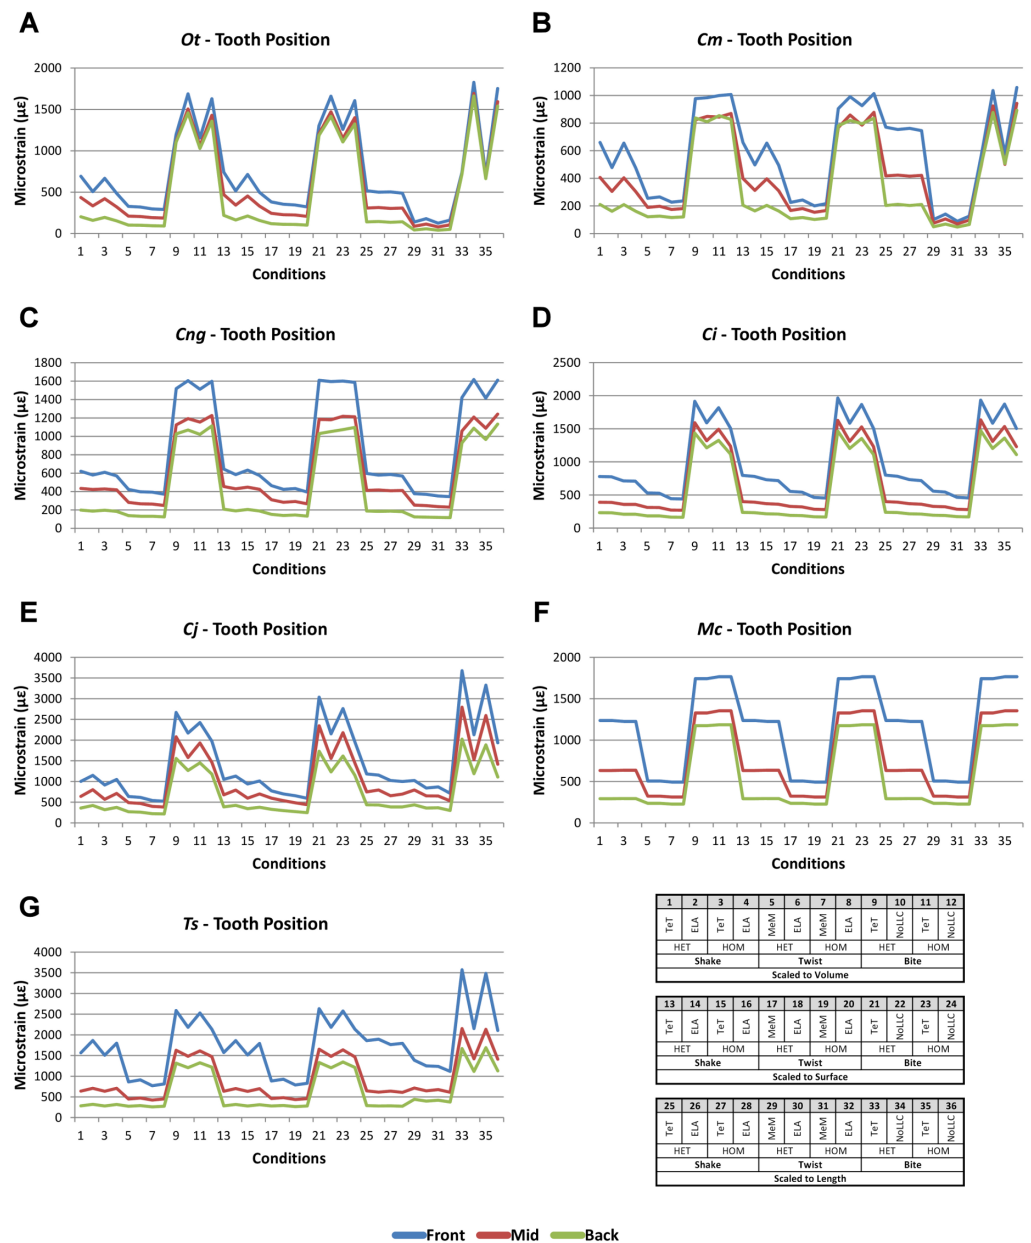 A
Ot - Tooth Position
Microstrain (µε)
2000
1500
1000
500
0
1 3 5 7 9 11 13 15 17 19 21 23 25 27 29 31 33 35
Conditions
B
Cm - Tooth Position
Microstrain (µε)
1200
1000
800
600
400
200
0
1 3 5 7 9 11 13 15 17 19 21 23 25 27 29 31 33 35
Conditions
C
Cng - Tooth Position
Microstrain (µε)
1800
1600
1400
1200
1000
800
600
400
200
0
1 3 5 7 9 11 13 15 17 19 21 23 25 27 29 31 33 35
Conditions
D
Ci - Tooth Position
Microstrain (µε)
2500
2000
1500
1000
500
0
1 3 5 7 9 11 13 15 17 19 21 23 25 27 29 31 33 35
Conditions
E
Cj - Tooth Position
Microstrain (µε)
4000
3500
3000
2500
2000
1500
1000
500
0
1 3 5 7 9 11 13 15 17 19 21 23 25 27 29 31 33 35
Conditions
F
Mc - Tooth Position
Microstrain (µε)
2000
1500
1000
500
0
1 3 5 7 9 11 13 15 17 19 21 23 25 27 29 31 33 35
Conditions
G
Ts - Tooth Position
Microstrain (µε)
4000
3500
3000
2500
2000
1500
1000
500
0
1 3 5 7 9 11 13 15 17 19 21 23 25 27 29 31 33 35
Conditions
1 2 3 4 5 6 7 8 9 10 11 12
TeT ELA TeT ELA MeM ELA MeM ELA TeT NoLLC TeT NoLLC
HET HOM HET HOM HET HOM
Shake Twist Bite
Scaled to Volume
13 14 15 16 17 18 19 20 21 22 23 24
TeT ELA TeT ELA MeM ELA MeM ELA TeT NoLLC TeT NoLLC
HET HOM HET HOM HET HOM
Shake Twist Bite
Scaled to Surface
25 26 27 28 29 30 31 32 33 34 35 36
TeT ELA TeT ELA MeM ELA MeM ELA TeT NoLLC TeT NoLLC
HET HOM HET HOM HET HOM
Shake Twist Bite
Scaled to Length
Front Mid Back